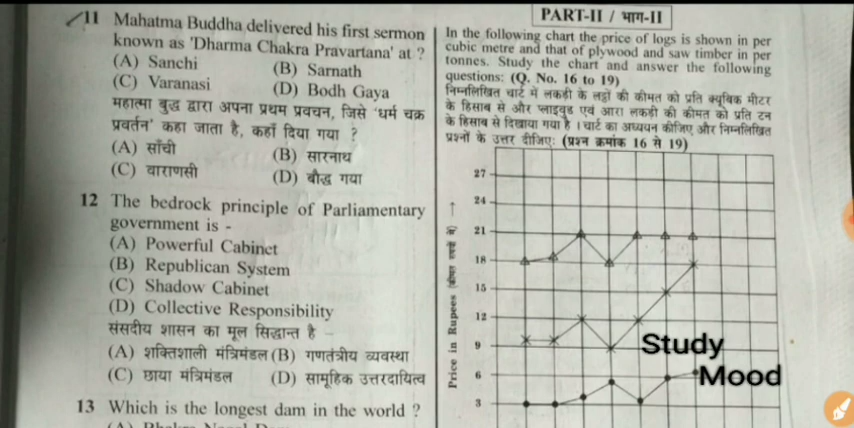 11 Mahatma Buddha delivered his first sermon
known as 'Dharma Chakra Pravartana' at ?
(A) Sanchi (B) Sarnath
(C) Varanasi (D) Bodh Gaya
महात्मा बुद्ध द्वारा अपना प्रथम प्रवचन, जिसे 'धर्म चक्र
प्रवर्तन' कहा जाता है, कहाँ दिया गया ?
(A) साँची (B) सारनाथ
(C) वाराणसी (D) बौद्ध गया
12 The bedrock principle of Parliamentary
government is -
(A) Powerful Cabinet
(B) Republican System
(C) Shadow Cabinet
(D) Collective Responsibility
संसदीय शासन का मूल सिद्धान्त है -
(A) शक्तिशाली मंत्रिमंडल (B) गणतंत्रीय व्यवस्था
(C) छाया मंत्रिमंडल (D) सामूहिक उत्तरदायित्व
13 Which is the longest dam in the world ?
PART-II / भाग-II
In the following chart the price of logs is shown in per
cubic metre and that of plywood and saw timber in per
tonnes. Study the chart and answer the following
questions: (Q. No. 16 to 19)
निम्नलिखित चार्ट में लकड़ी के लट्ठों की कीमत को प्रति क्यूबिक मीटर
के हिसाब से और प्लाइवुड एवं आरा लकड़ी की कीमत को प्रति टन
के हिसाब से दिखाया गया है । चार्ट का अध्ययन कीजिए और निम्नलिखित
प्रश्नों के उत्तर दीजिए: (प्रश्न क्रमांक 16 से 19)
Price in Rupees (कीमत रुपयों में) →
27
24
21
18
15
12
9
6
3
Study
Mood